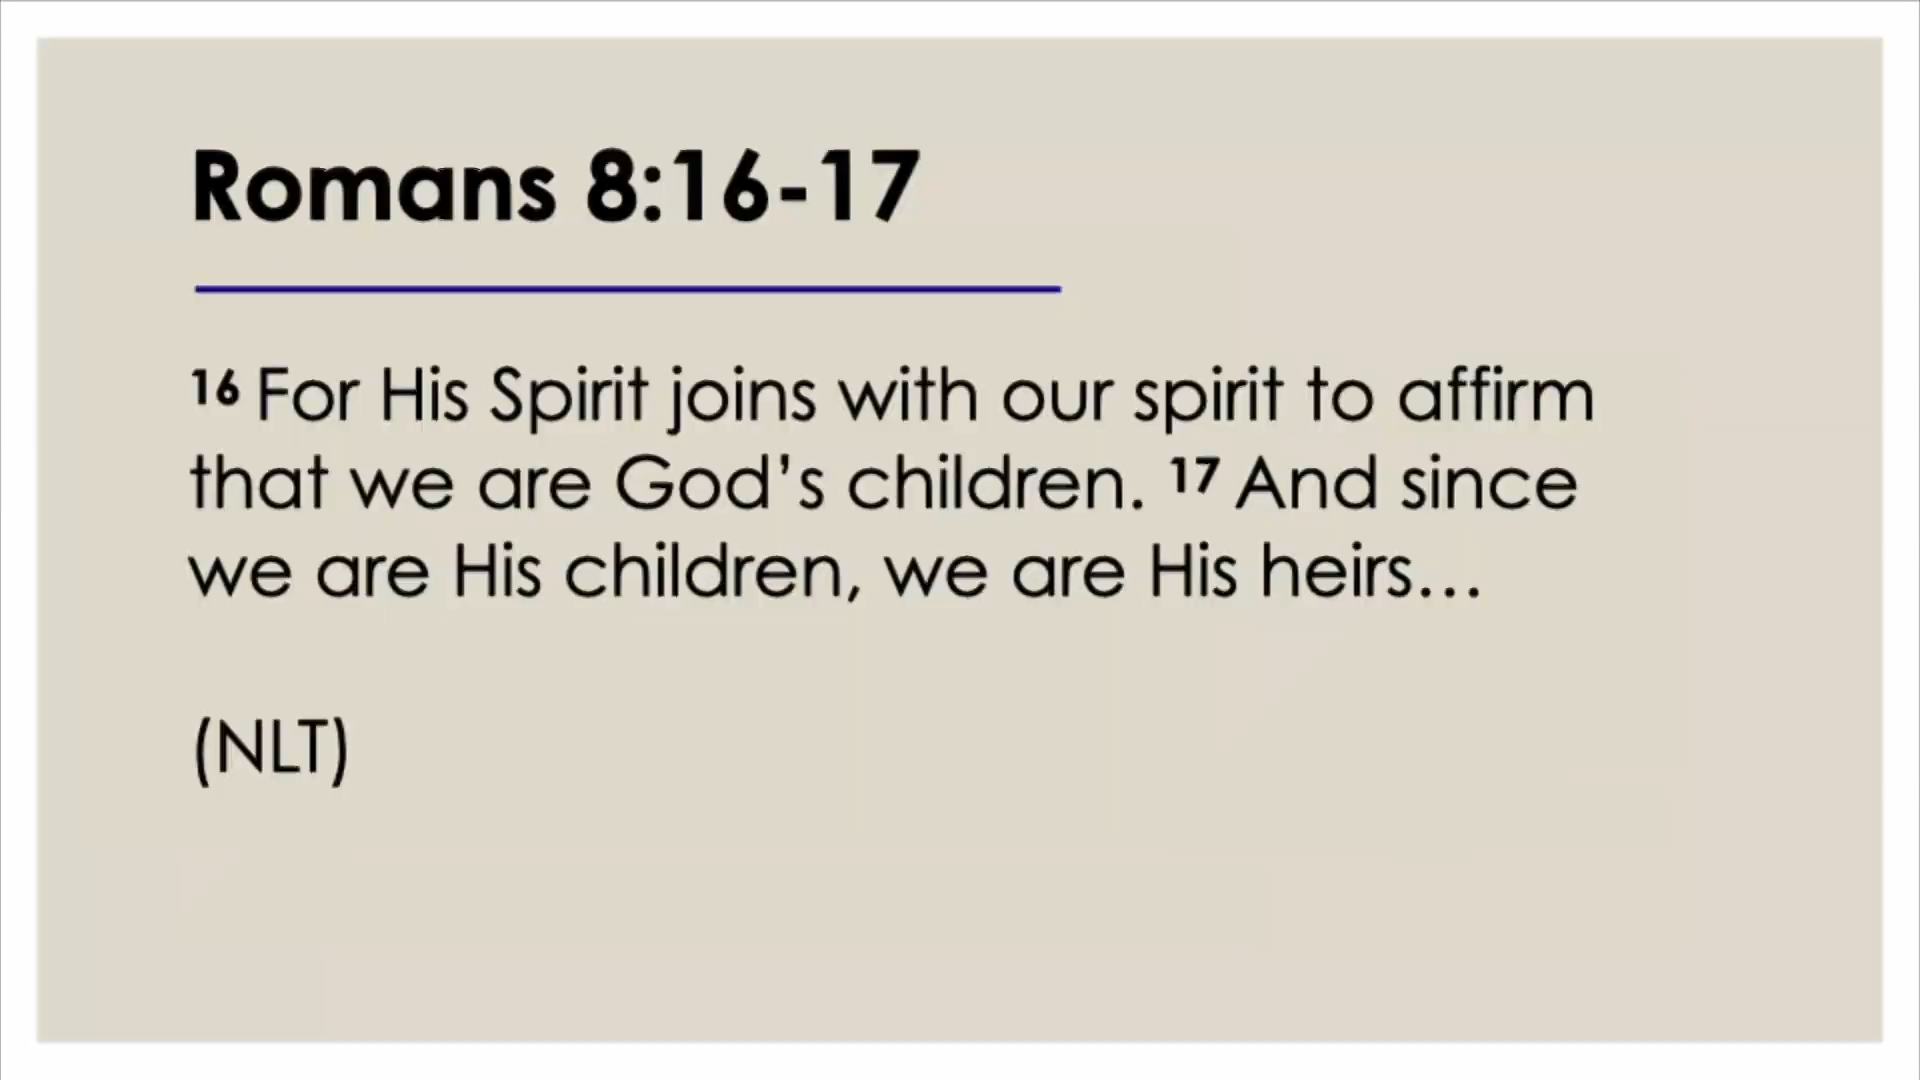 Romans 8:16-17
16 For His Spirit joins with our spirit to affirm
that we are God’s children. 17 And since
we are His children, we are His heirs…
(NLT)